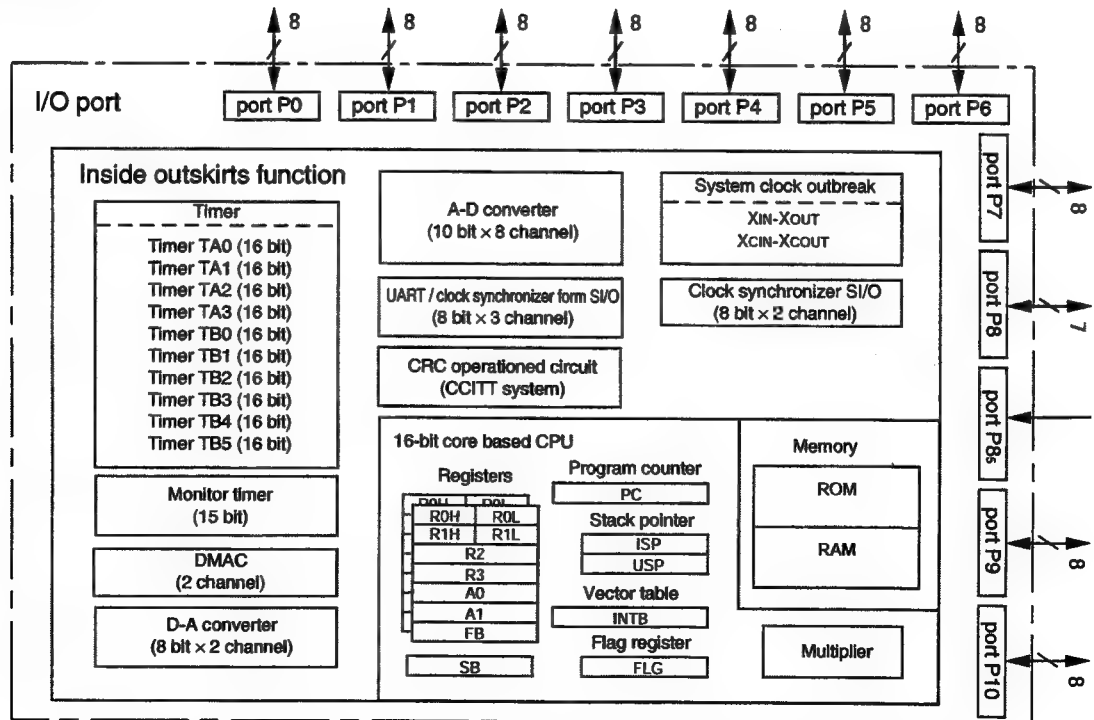 8 8 8 8 8 8 8
I/O port
port P0 port P1 port P2 port P3 port P4 port P5 port P6
Inside outskirts function
Timer
Timer TA0 (16 bit)
Timer TA1 (16 bit)
Timer TA2 (16 bit)
Timer TA3 (16 bit)
Timer TB0 (16 bit)
Timer TB1 (16 bit)
Timer TB2 (16 bit)
Timer TB3 (16 bit)
Timer TB4 (16 bit)
Timer TB5 (16 bit)
Monitor timer
(15 bit)
DMAC
(2 channel)
D-A converter
(8 bit × 2 channel)
A-D converter
(10 bit × 8 channel)
UART / clock synchronizer form SI/O
(8 bit × 3 channel)
CRC operationed circuit
(CCITT system)
System clock outbreak
XIN-XOUT
XCIN-XCOUT
Clock synchronizer SI/O
(8 bit × 2 channel)
16-bit core based CPU
Registers
R0H R0L
R0H R0L
R1H R1L
R2
R3
A0
A1
FB
SB
Program counter
PC
Stack pointer
ISP
USP
Vector table
INTB
Flag register
FLG
Memory
ROM
RAM
Multiplier
port P7
8
port P8
7
port P85
port P9
8
port P10
8